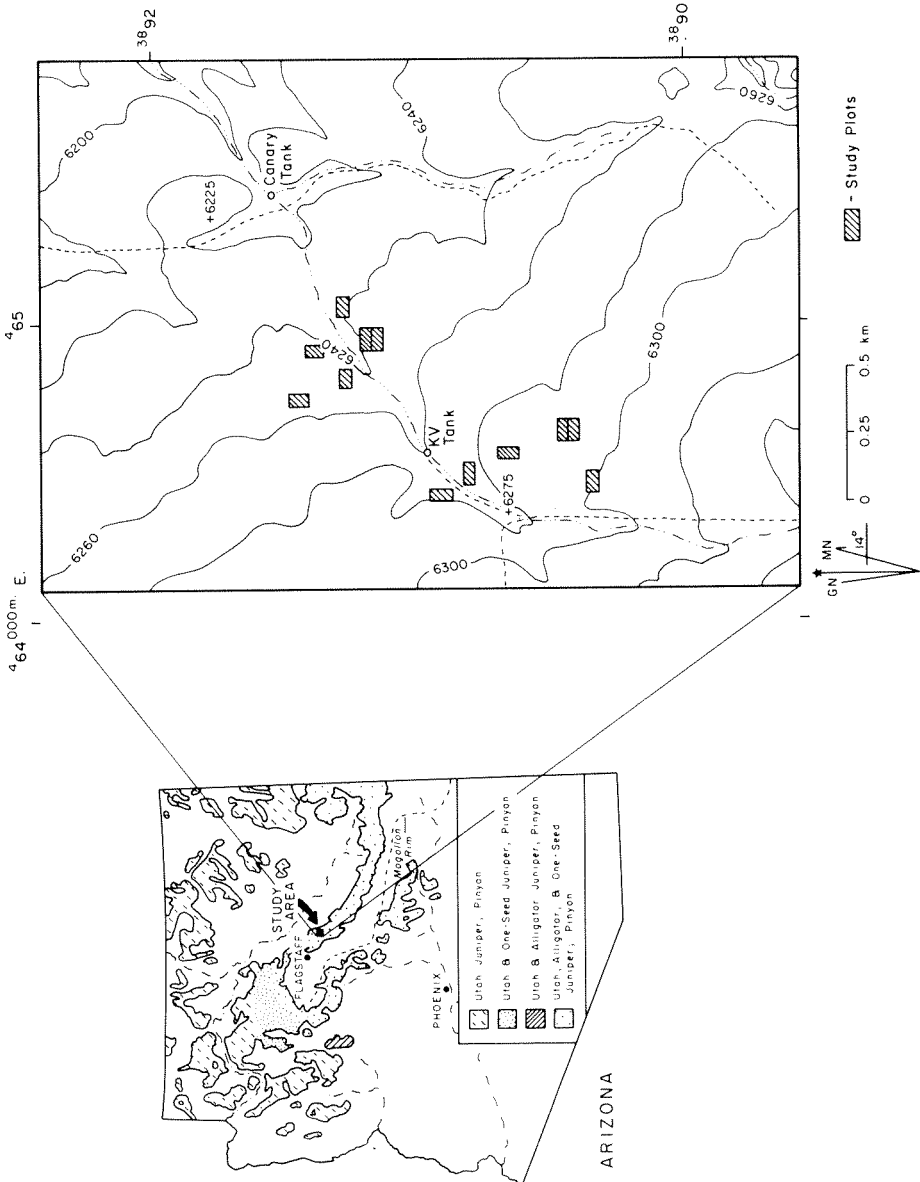 ⁴64⁰⁰⁰m. E.
⁴65
³⁸92
³⁸90
6200
+6225
Canary
Tank
6240
6260
6240
KV
Tank
+6275
6260
6300
6300
GN
MN
14°
0
0.25
0.5 km
- Study Plots
STUDY
AREA
FLAGSTAFF
Mogollon
Rim
PHOENIX
Utah Juniper, Pinyon
Utah & One-Seed Juniper, Pinyon
Utah & Alligator Juniper, Pinyon
Utah, Alligator, & One-Seed
Juniper, Pinyon
ARIZONA